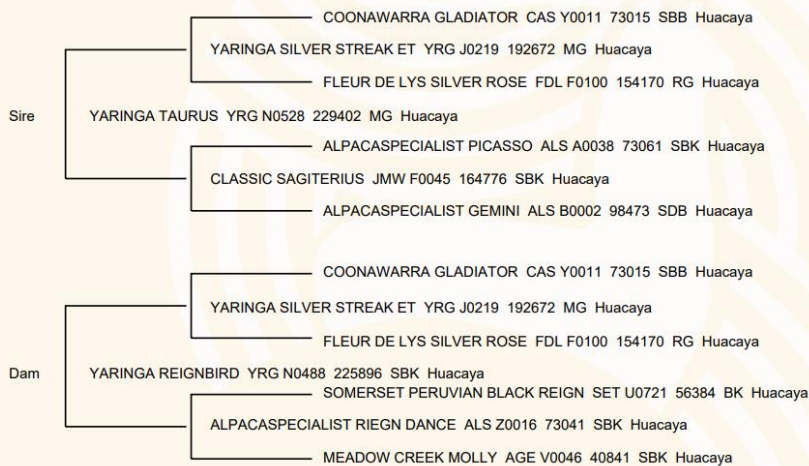 COONAWARRA GLADIATOR CAS Y0011 73015 SBB Huacaya
YARINGA SILVER STREAK ET YRG J0219 192672 MG Huacaya
FLEUR DE LYS SILVER ROSE FDL F0100 154170 RG Huacaya
Sire YARINGA TAURUS YRG N0528 229402 MG Huacaya
ALPACASPECIALIST PICASSO ALS A0038 73061 SBK Huacaya
CLASSIC SAGITERIUS JMW F0045 164776 SBK Huacaya
ALPACASPECIALIST GEMINI ALS B0002 98473 SDB Huacaya
COONAWARRA GLADIATOR CAS Y0011 73015 SBB Huacaya
YARINGA SILVER STREAK ET YRG J0219 192672 MG Huacaya
FLEUR DE LYS SILVER ROSE FDL F0100 154170 RG Huacaya
Dam YARINGA REIGNBIRD YRG N0488 225896 SBK Huacaya
SOMERSET PERUVIAN BLACK REIGN SET U0721 56384 BK Huacaya
ALPACASPECIALIST RIEGN DANCE ALS Z0016 73041 SBK Huacaya
MEADOW CREEK MOLLY AGE V0046 40841 SBK Huacaya